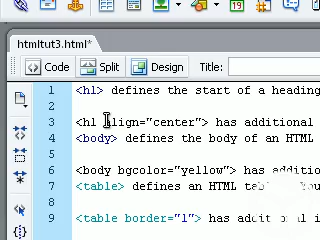 htmltut3.html*
Code Split Design Title:
1 <h1> defines the start of a heading
2
3 <h1 align="center"> has additional
4 <body> defines the body of an HTML
5
6 <body bgcolor="yellow"> has additio
7 <table> defines an HTML
8
9 <table border="1"> has additional i